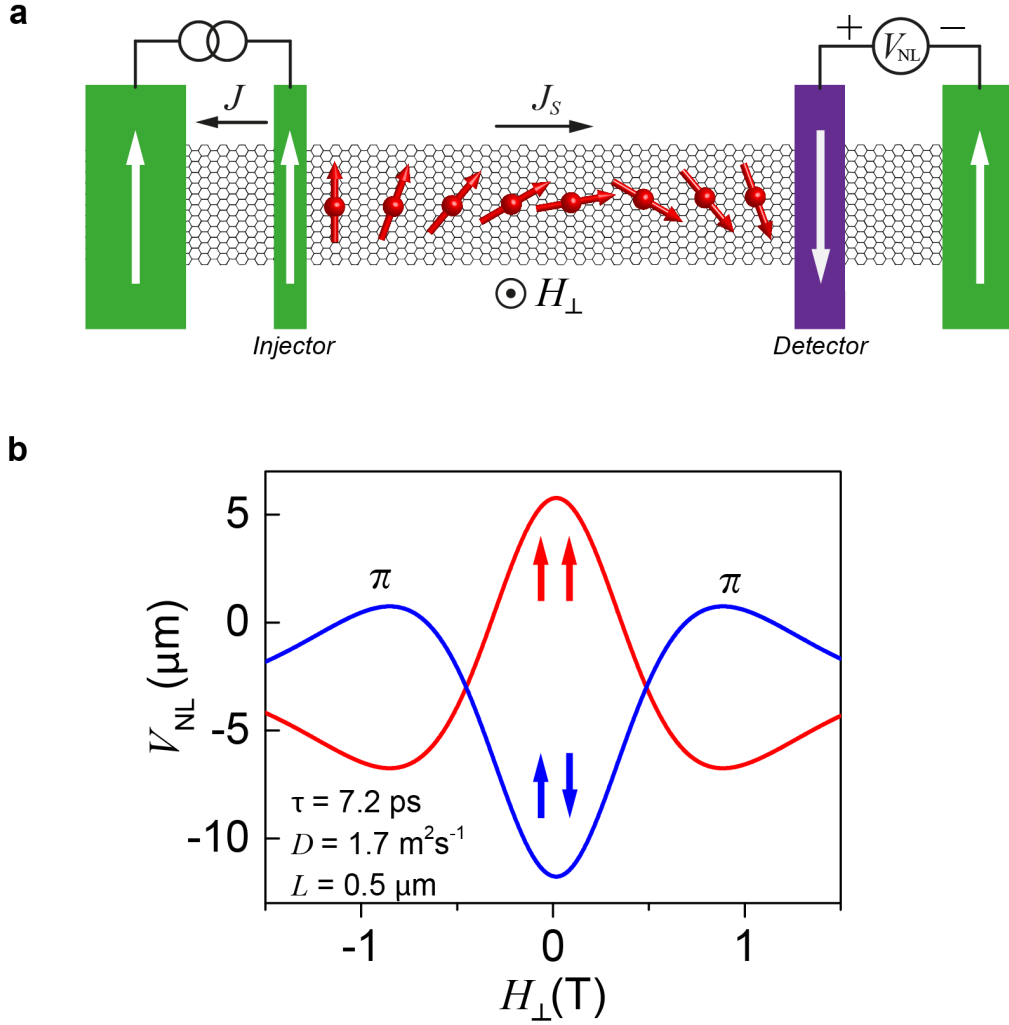 a
+ V_NL −
J
J_S
H_⊥
Injector
Detector
b
5
0
-5
-10
V_NL (μm)
π
π
τ = 7.2 ps
D = 1.7 m²s⁻¹
L = 0.5 μm
-1
0
1
H_⊥(T)